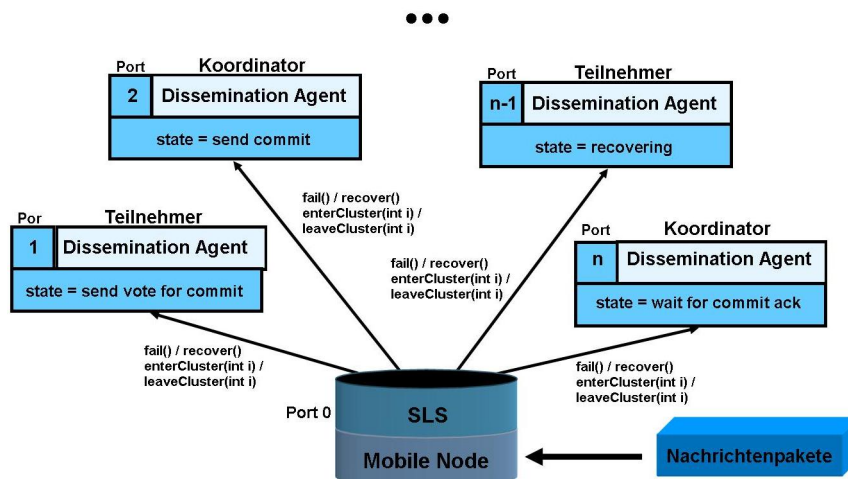 •••
Koordinator
Port
2
Dissemination Agent
state = send commit
Teilnehmer
Port
n-1
Dissemination Agent
state = recovering
fail() / recover()
enterCluster(int i) /
leaveCluster(int i)
Teilnehmer
Por
1
Dissemination Agent
state = send vote for commit
fail() / recover()
enterCluster(int i) /
leaveCluster(int i)
Koordinator
Port
n
Dissemination Agent
state = wait for commit ack
fail() / recover()
enterCluster(int i) /
leaveCluster(int i)
fail() / recover()
enterCluster(int i) /
leaveCluster(int i)
Port 0
SLS
Mobile Node
Nachrichtenpakete